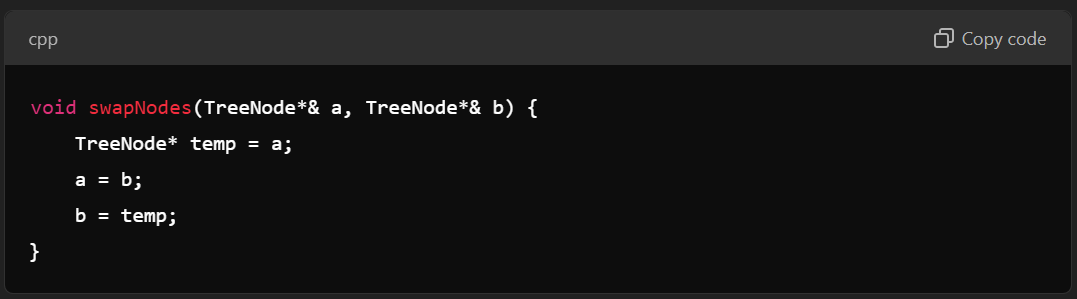 cpp
Copy code
void swapNodes(TreeNode*& a, TreeNode*& b) {
    TreeNode* temp = a;
    a = b;
    b = temp;
}